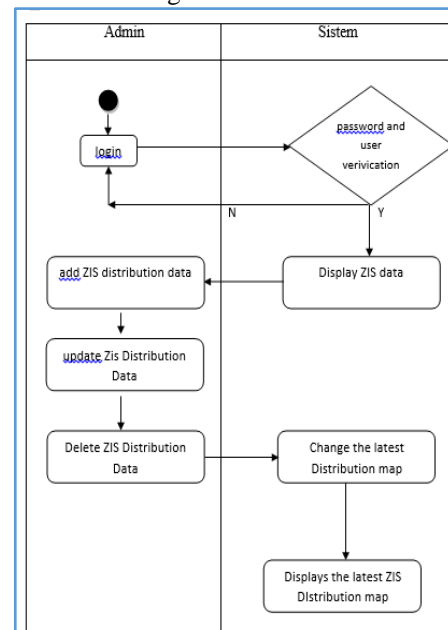 Admin
Sistem
login
password and
user
verivication
N
Y
add ZIS distribution data
Display ZIS data
update Zis Distribution
Data
Delete ZIS Distribution
Data
Change the latest
Distribution map
Displays the latest ZIS
DIstribution map